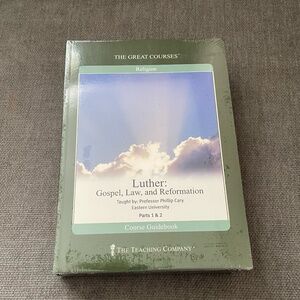 THE GREAT COURSES™
Religion
Luther:
Gospel, Law, and Reformation
Taught by: Professor Phillip Cary
Eastern University
Parts 1 & 2
Course Guidebook
THE TEACHING COMPANY®